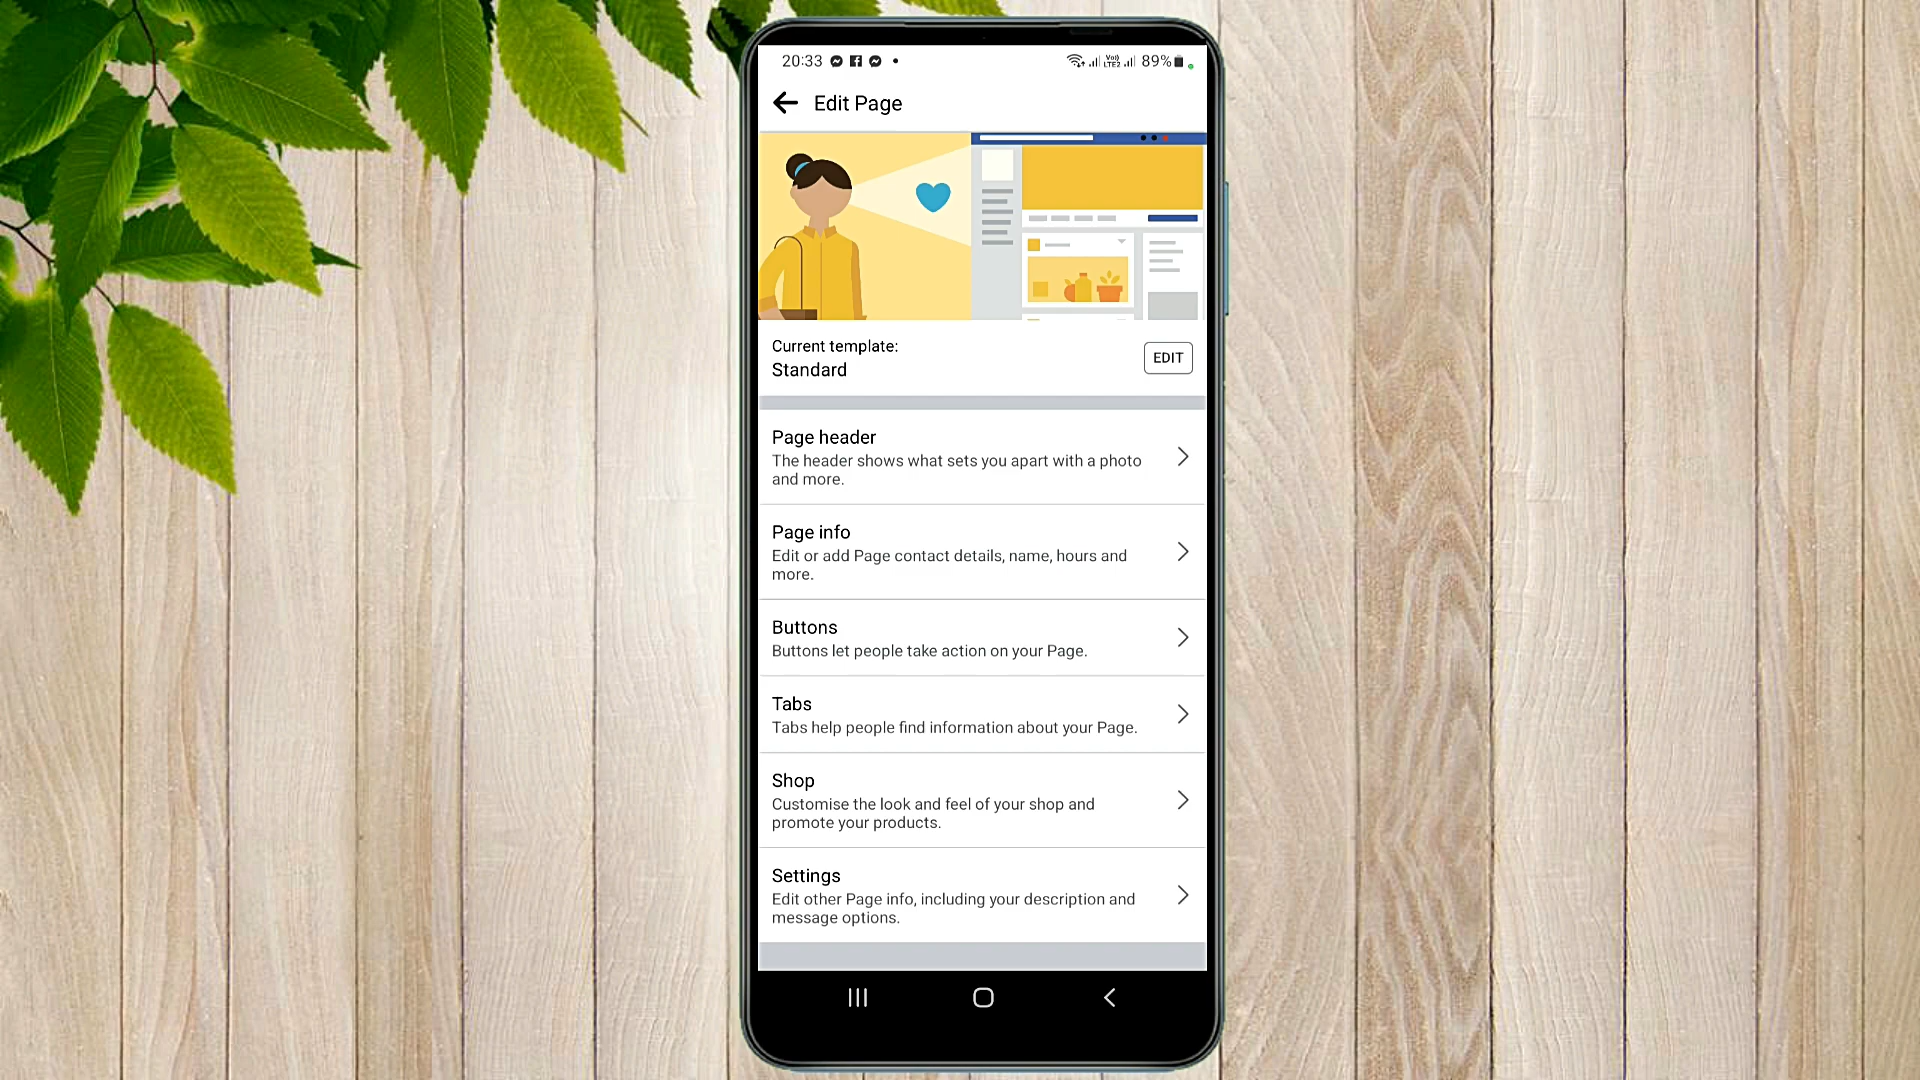 20:33
Vo))
LTE2
89%
Edit Page
Current template:
Standard
EDIT
Page header
The header shows what sets you apart with a photo
and more.
Page info
Edit or add Page contact details, name, hours and
more.
Buttons
Buttons let people take action on your Page.
Tabs
Tabs help people find information about your Page.
Shop
Customise the look and feel of your shop and
promote your products.
Settings
Edit other Page info, including your description and
message options.